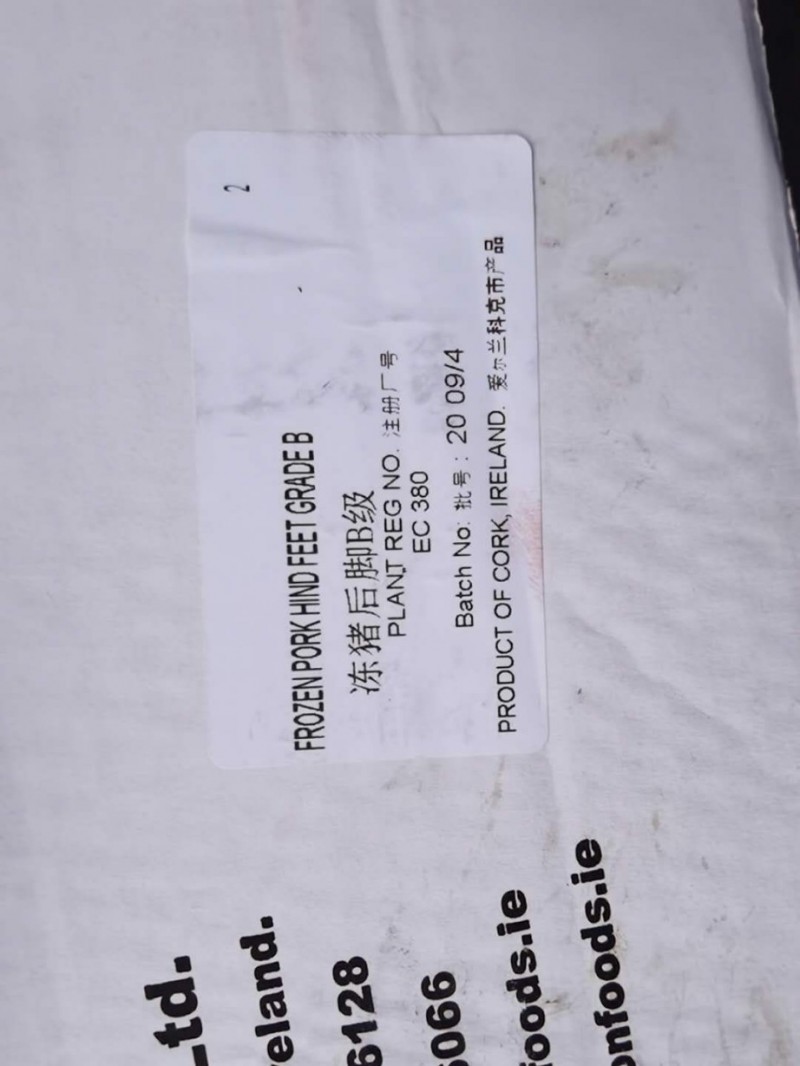 2
FROZEN PORK HIND FEET GRADE B
冻猪后脚B级
PLANT REG NO. 注册厂号
EC 380
Batch No: 批号: 20 09/4
PRODUCT OF CORK, IRELAND. 爱尔兰科克市产品
Ltd.
eland.
6128
6066
foods.ie
onfoods.ie